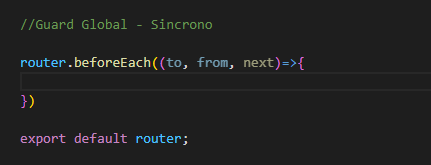 //Guard Global - Sincrono
router.beforeEach((to, from, next)=>{
})
export default router;